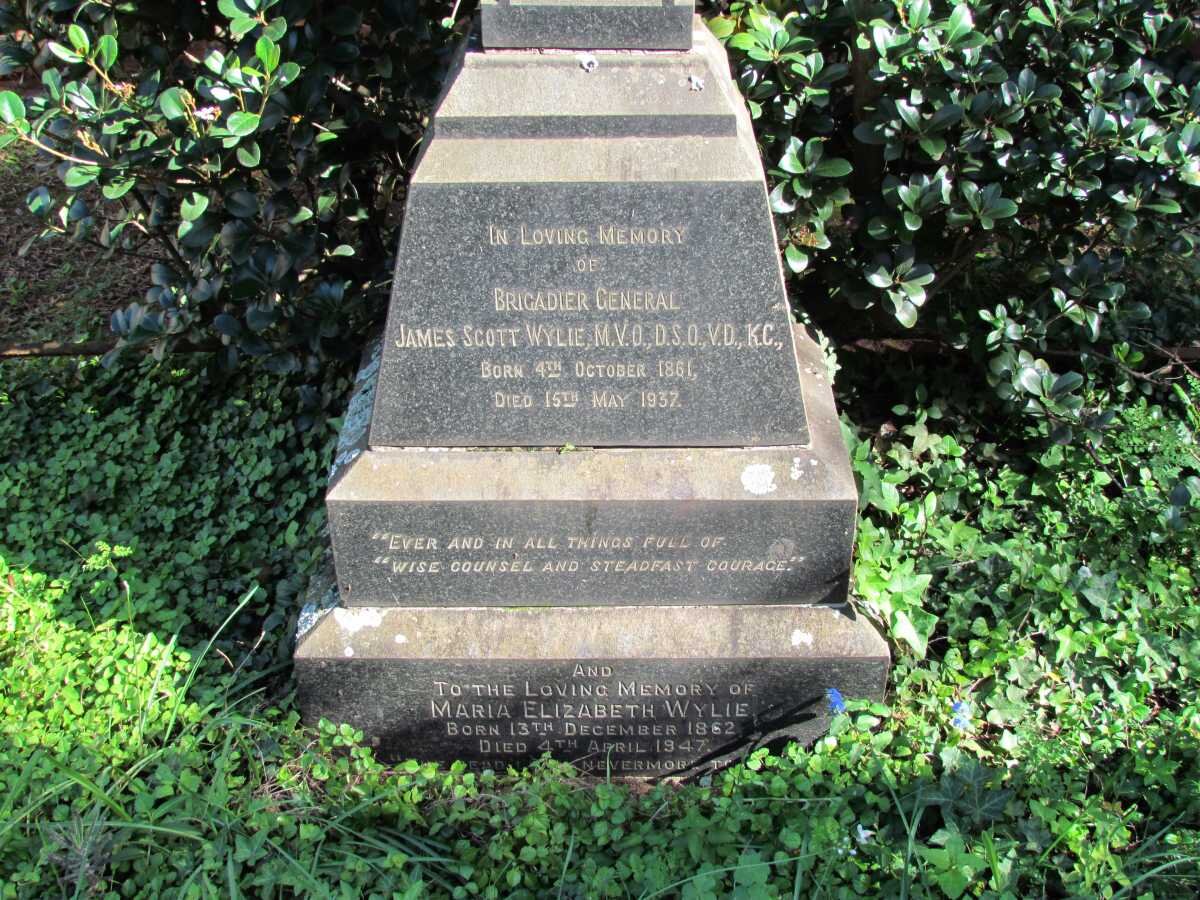 In Loving Memory
of
Brigadier General
James Scott Wylie, M.V.O., D.S.O., V.D., K.C.,
Born 4th October 1861,
Died 15th May 1937.
"Ever and in all things full of
"wise counsel and steadfast courage."
And
To the Loving Memory of
Maria Elizabeth Wylie
Born 13th December 1862
Died 4th April 1947.
nevermore